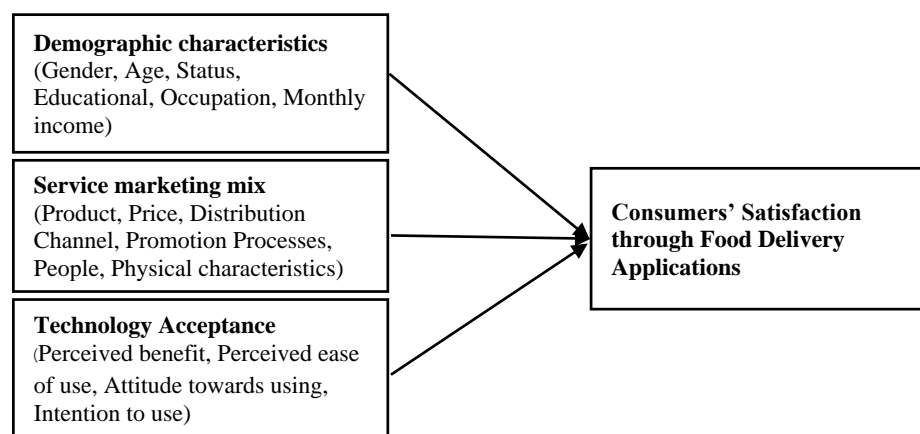 Demographic characteristics
(Gender, Age, Status,
Educational, Occupation, Monthly
income)
Service marketing mix
(Product, Price, Distribution
Channel, Promotion Processes,
People, Physical characteristics)
Technology Acceptance
(Perceived benefit, Perceived ease
of use, Attitude towards using,
Intention to use)
Consumers’ Satisfaction
through Food Delivery
Applications